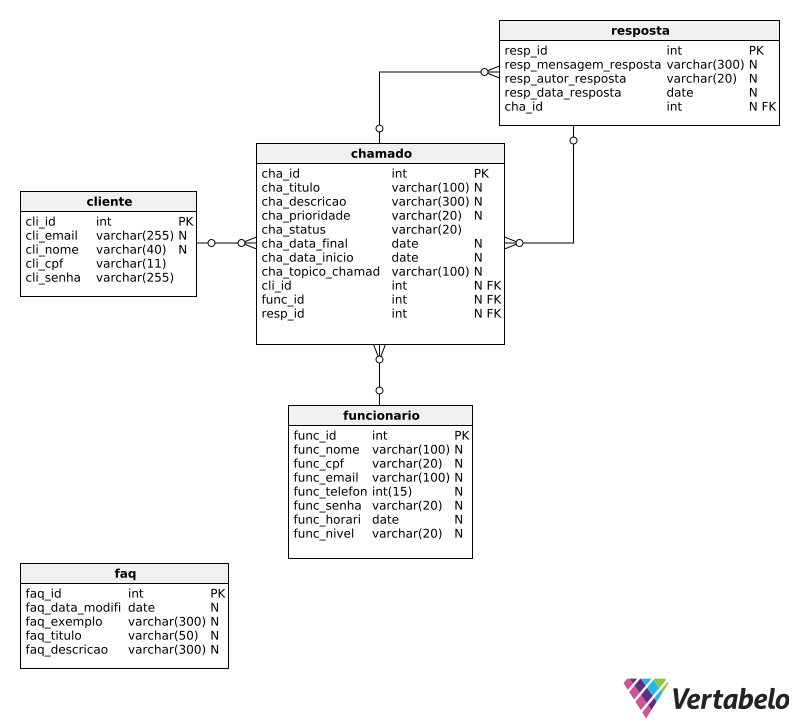 resposta
resp_id int PK
resp_mensagem_resposta varchar(300) N
resp_autor_resposta varchar(20) N
resp_data_resposta date N
cha_id int N FK
chamado
cha_id int PK
cha_titulo varchar(100) N
cha_descricao varchar(300) N
cha_prioridade varchar(20) N
cha_status varchar(20)
cha_data_final date N
cha_data_inicio date N
cha_topico_chamad varchar(100) N
cli_id int N FK
func_id int N FK
resp_id int N FK
cliente
cli_id int PK
cli_email varchar(255) N
cli_nome varchar(40) N
cli_cpf varchar(11)
cli_senha varchar(255)
funcionario
func_id int PK
func_nome varchar(100) N
func_cpf varchar(20) N
func_email varchar(100) N
func_telefon int(15) N
func_senha varchar(20) N
func_horari date N
func_nivel varchar(20) N
faq
faq_id int PK
faq_data_modifi date N
faq_exemplo varchar(300) N
faq_titulo varchar(50) N
faq_descricao varchar(300) N
Vertabelo